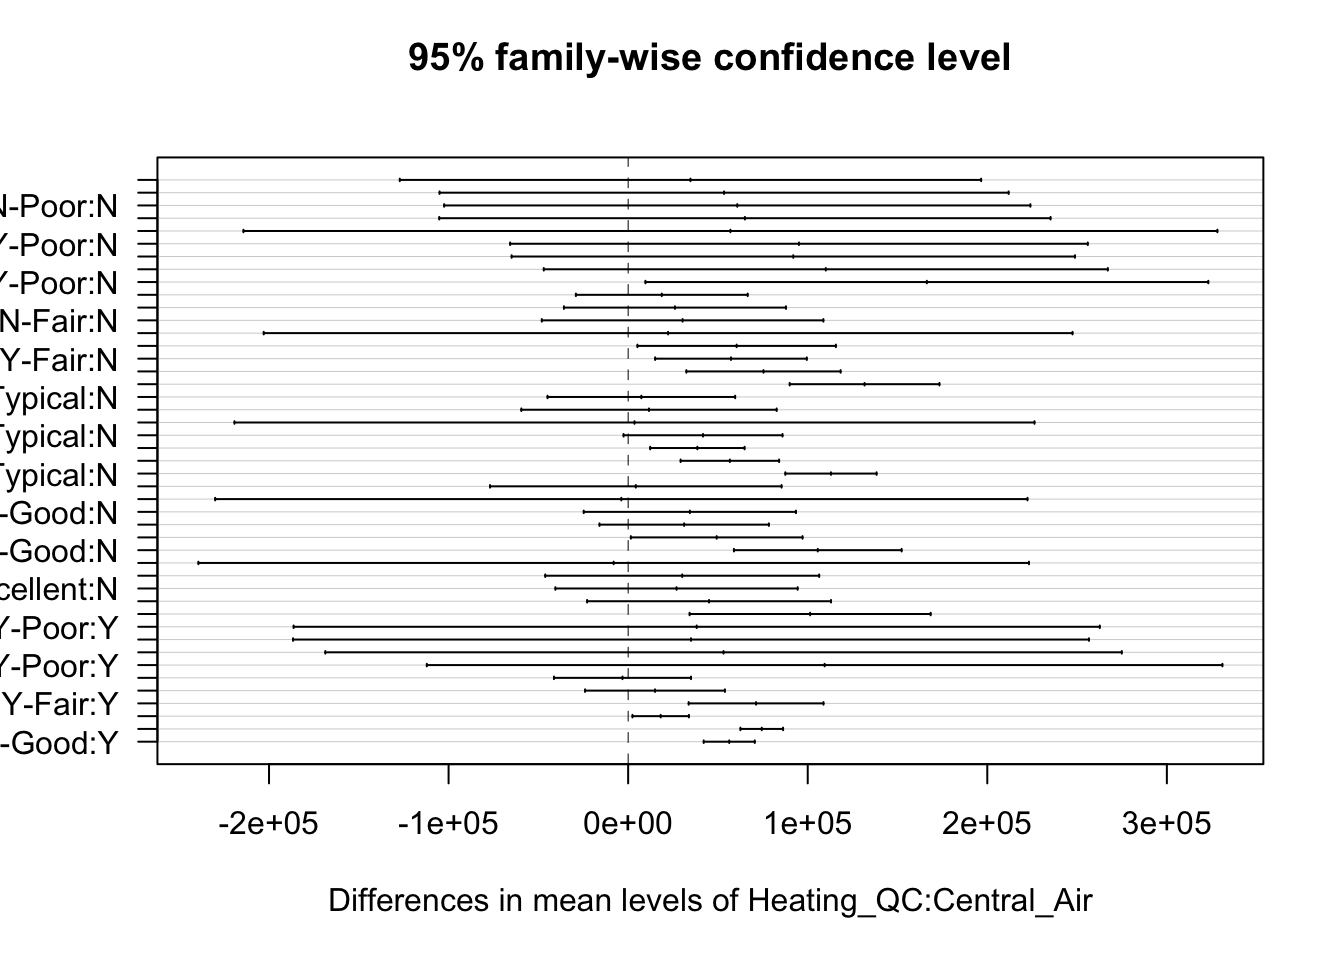 95% family-wise confidence level
N-Poor:N
Y-Poor:N
Y-Poor:N
N-Fair:N
Y-Fair:N
Typical:N
Typical:N
Typical:N
-Good:N
-Good:N
cellent:N
Y-Poor:Y
Y-Poor:Y
Y-Fair:Y
-Good:Y
-2e+05 -1e+05 0e+00 1e+05 2e+05 3e+05
Differences in mean levels of Heating_QC:Central_Air